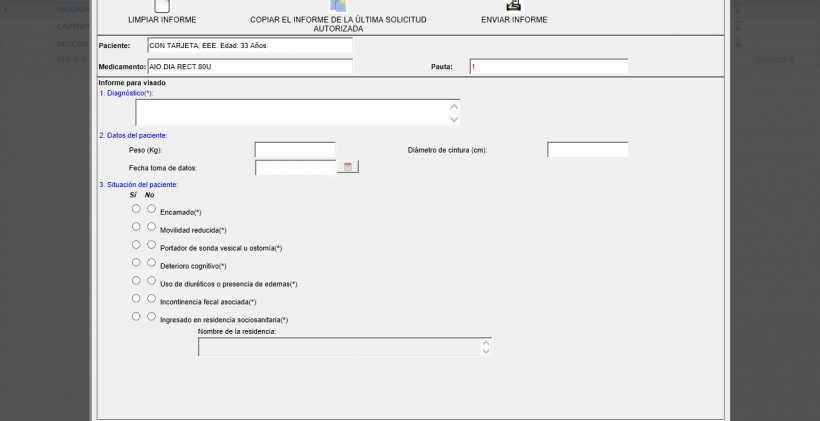 LIMPIAR INFORME
COPIAR EL INFORME DE LA ÚLTIMA SOLICITUD
AUTORIZADA
ENVIAR INFORME
Paciente: CON TARJETA, EEE. Edad: 33 Años.
Medicamento: AIO DIA RECT 80U Pauta: 1
Informe para visado
1. Diagnóstico(*):
2. Datos del paciente:
Peso (Kg): Diámetro de cintura (cm):
Fecha toma de datos:
3. Situación del paciente:
Sí No
Encamado(*)
Movilidad reducida(*)
Portador de sonda vesical u ostomía(*)
Deterioro cognitivo(*)
Uso de diuréticos o presencia de edemas(*)
Incontinencia fecal asociada(*)
Ingresado en residencia sociosanitaria(*)
Nombre de la residencia: